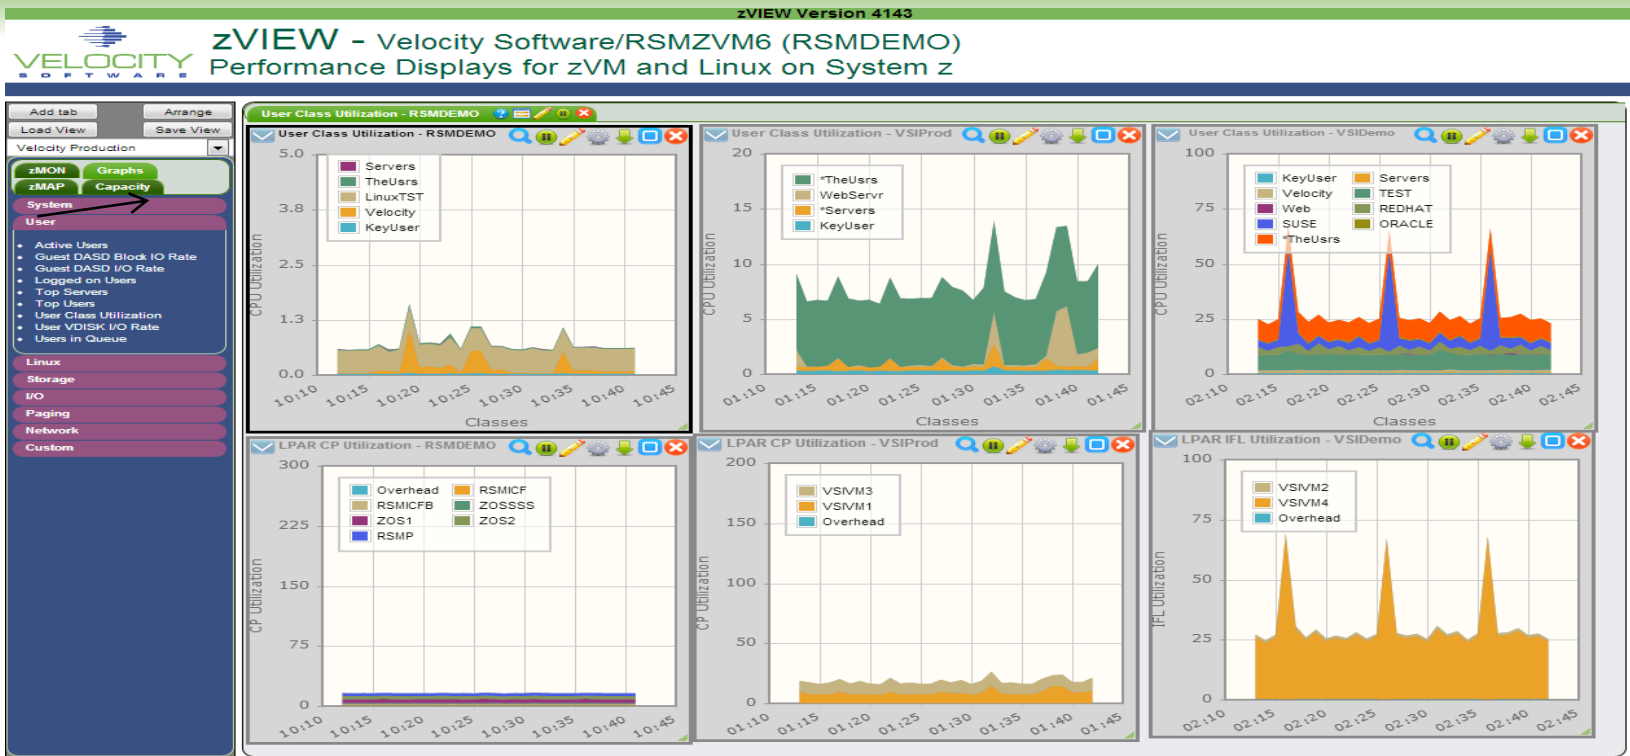 zVIEW Version 4143
VELOCITY
SOFTWARE
zVIEW - Velocity Software/RSMZVM6 (RSMDEMO)
Performance Displays for zVM and Linux on System z
Add tab
Arrange
Load View
Save View
Velocity Production
zMON
Graphs
zMAP
Capacity
System
User
Active Users
Guest DASD Block IO Rate
Guest DASD I/O Rate
Logged on Users
Top Servers
Top Users
User Class Utilization
User VDISK I/O Rate
Users in Queue
Linux
Storage
I/O
Paging
Network
Custom
User Class Utilization - RSMDEMO
User Class Utilization - RSMDEMO
5.0
3.8
2.5
1.3
0.0
CPU Utilization
Servers
TheUsrs
LinuxTST
Velocity
KeyUser
10:10 10:15 10:20 10:25 10:30 10:35 10:40 10:45
Classes
User Class Utilization - VSIProd
20
15
10
5
0
CPU Utilization
*TheUsrs
WebServr
*Servers
KeyUser
01:10 01:15 01:20 01:25 01:30 01:35 01:40 01:45
Classes
User Class Utilization - VSIDemo
100
75
50
25
0
CPU Utilization
KeyUser Servers
Velocity TEST
Web REDHAT
SUSE ORACLE
*TheUsrs
02:10 02:15 02:20 02:25 02:30 02:35 02:40 02:45
Classes
LPAR CP Utilization - RSMDEMO
300
225
150
75
0
CP Utilization
Overhead RSMICF
RSMICFB ZOSSSS
ZOS1 ZOS2
RSMP
10:10 10:15 10:20 10:25 10:30 10:35 10:40 10:45
LPAR CP Utilization - VSIProd
200
150
100
50
0
CP Utilization
VSIVM3
VSIVM1
Overhead
01:10 01:15 01:20 01:25 01:30 01:35 01:40 01:45
LPAR IFL Utilization - VSIDemo
100
75
50
25
0
IFL Utilization
VSIVM2
VSIVM4
Overhead
02:10 02:15 02:20 02:25 02:30 02:35 02:40 02:45